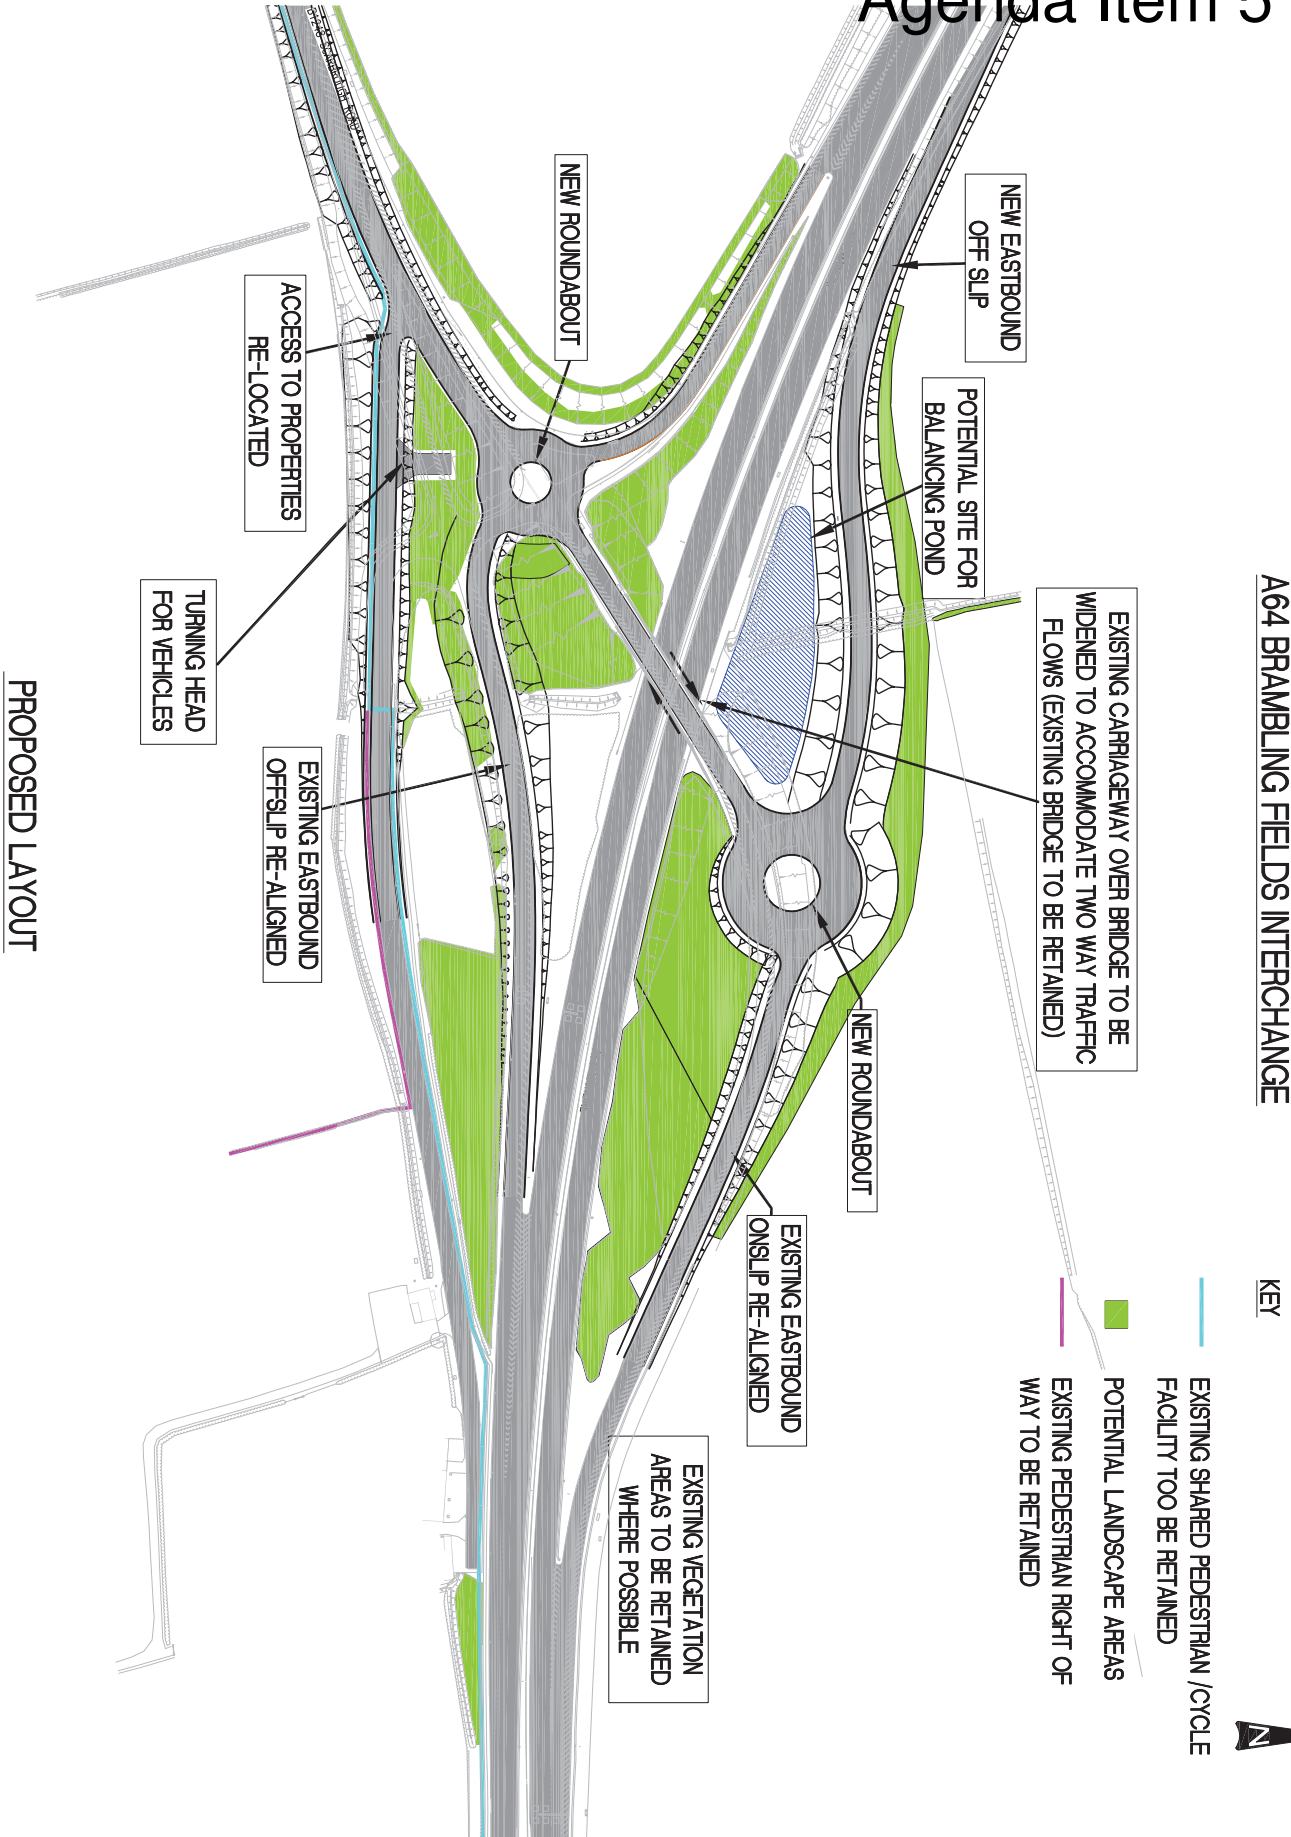 Agenda Item 5
A64 BRAMBLING FIELDS INTERCHANGE
KEY
EXISTING SHARED PEDESTRIAN /CYCLE
FACILITY TOO BE RETAINED
POTENTIAL LANDSCAPE AREAS
EXISTING PEDESTRIAN RIGHT OF
WAY TO BE RETAINED
N
NEW EASTBOUND
OFF SLIP
POTENTIAL SITE FOR
BALANCING POND
EXISTING CARRIAGEWAY OVER BRIDGE TO BE
WIDENED TO ACCOMMODATE TWO WAY TRAFFIC
FLOWS (EXISTING BRIDGE TO BE RETAINED)
NEW ROUNDABOUT
EXISTING EASTBOUND
ONSLIP RE-ALIGNED
EXISTING VEGETATION
AREAS TO BE RETAINED
WHERE POSSIBLE
NEW ROUNDABOUT
ACCESS TO PROPERTIES
RE-LOCATED
TURNING HEAD
FOR VEHICLES
EXISTING EASTBOUND
OFFSLIP RE-ALIGNED
B1248 SCARBOROUGH ROAD
PROPOSED LAYOUT